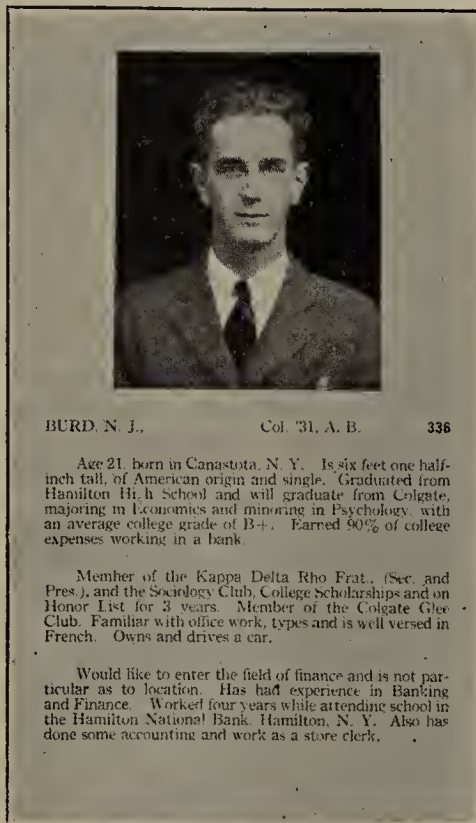 BURD, N. J., Col. '31, A. B. 336
Age 21, born in Canastota, N. Y. Is six feet one half-
inch tall, of American origin and single. Graduated from
Hamilton High School and will graduate from Colgate,
majoring in Economics and minoring in Psychology, with
an average college grade of B+. Earned 90% of college
expenses working in a bank.
Member of the Kappa Delta Rho Frat., (Sec. and
Pres.), and the Sociology Club, College Scholarships and on
Honor List for 3 years. Member of the Colgate Glee
Club. Familiar with office work, types and is well versed in
French. Owns and drives a car.
Would like to enter the field of finance and is not par-
ticular as to location. Has had experience in Banking
and Finance. Worked four years while attending school in
the Hamilton National Bank, Hamilton, N. Y. Also has
done some accounting and work as a store clerk.